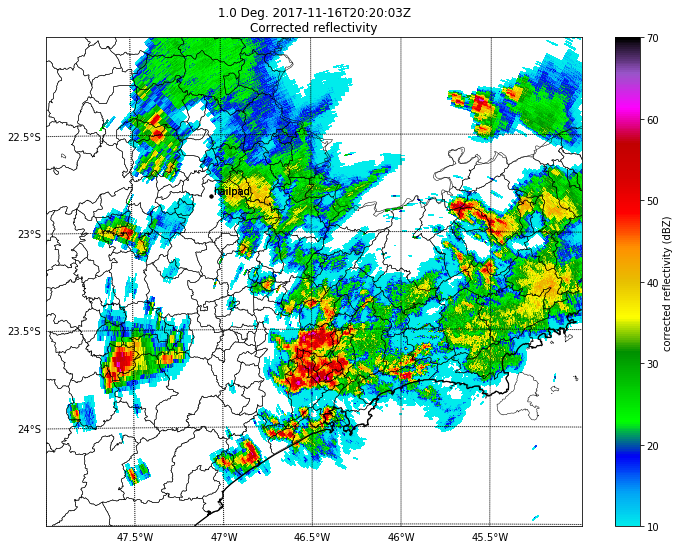 1.0 Deg. 2017-11-16T20:20:03Z
Corrected reflectivity
22.5°S
23°S
23.5°S
24°S
47.5°W
47°W
46.5°W
46°W
45.5°W
hailpad
70
60
50
40
30
20
10
corrected reflectivity (dBZ)